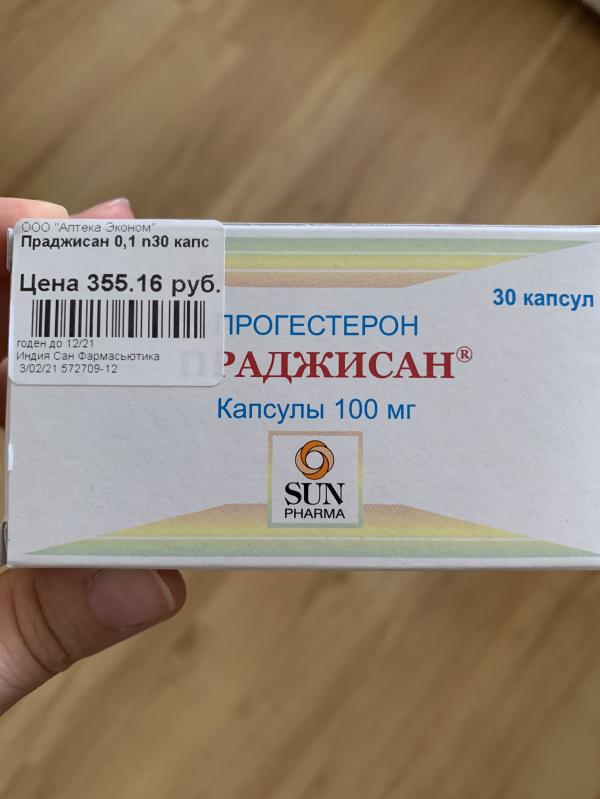 ООО "Аптека Эконом"
Праджисан 0,1 n30 капс
Цена 355.16 руб.
годен до 12/21
Индия Сан Фармасьютика
3/02/21 572709-12
30 капсул
ПРОГЕСТЕРОН
ПРАДЖИСАН®
Капсулы 100 мг
SUN
PHARMA